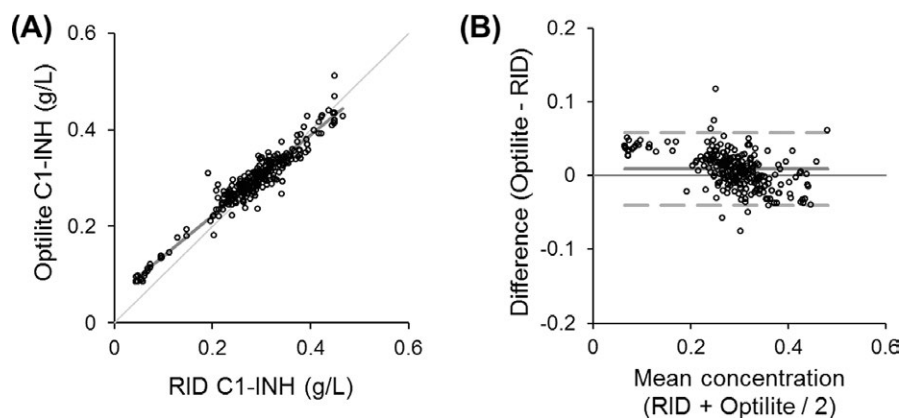 (A)
Optilite C1-INH (g/L)
0.6
0.4
0.2
0
0
0.2
0.4
0.6
RID C1-INH (g/L)
(B)
Difference (Optilite - RID)
0.2
0.1
0
-0.1
-0.2
0
0.2
0.4
0.6
Mean concentration
(RID + Optilite / 2)